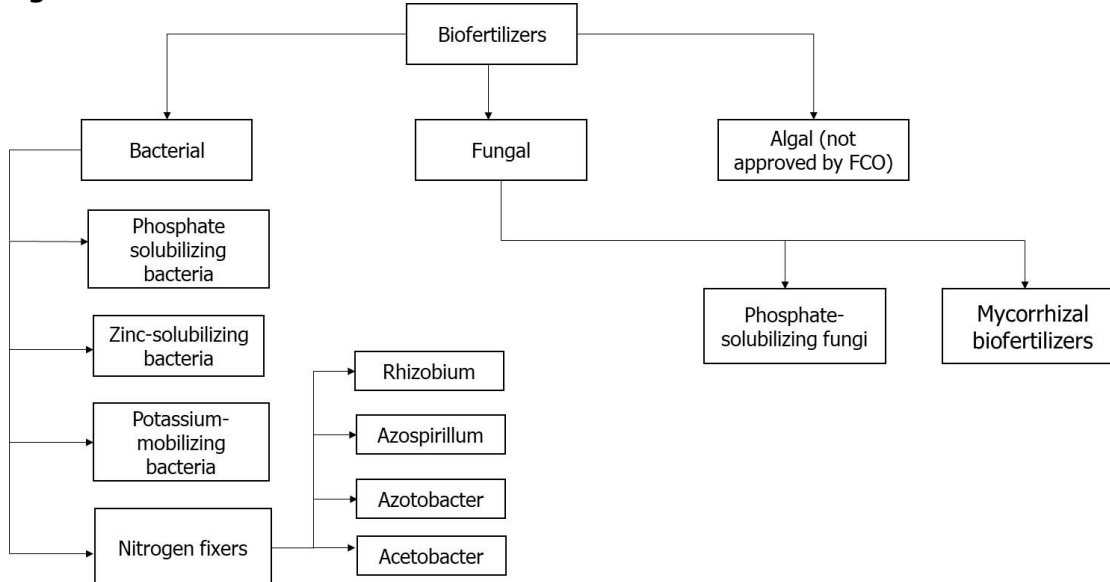 Biofertilizers
Bacterial
Fungal
Algal (not
approved by FCO)
Phosphate
solubilizing
bacteria
Zinc-solubilizing
bacteria
Potassium-
mobilizing
bacteria
Nitrogen fixers
Rhizobium
Azospirillum
Azotobacter
Acetobacter
Phosphate-
solubilizing fungi
Mycorrhizal
biofertilizers